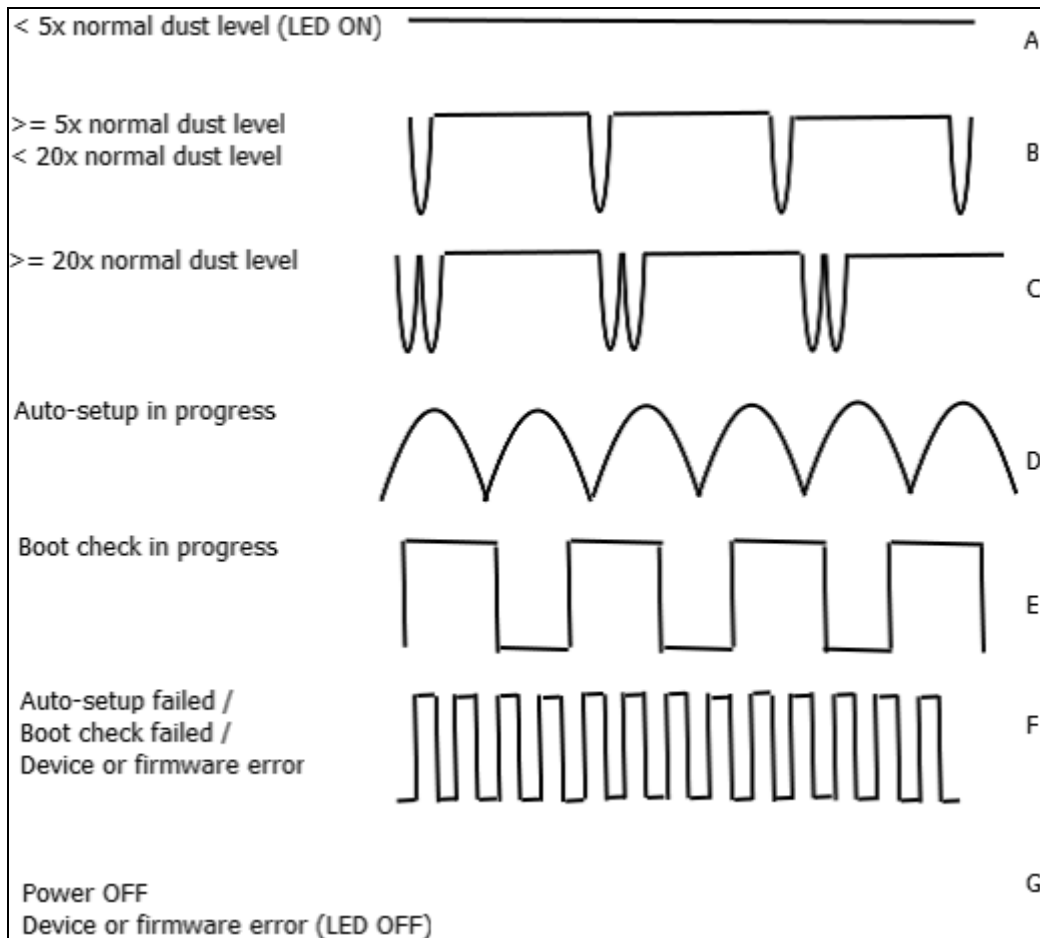 < 5x normal dust level (LED ON)
A
>= 5x normal dust level
< 20x normal dust level
B
>= 20x normal dust level
C
Auto-setup in progress
D
Boot check in progress
E
Auto-setup failed /
Boot check failed /
Device or firmware error
F
Power OFF
Device or firmware error (LED OFF)
G